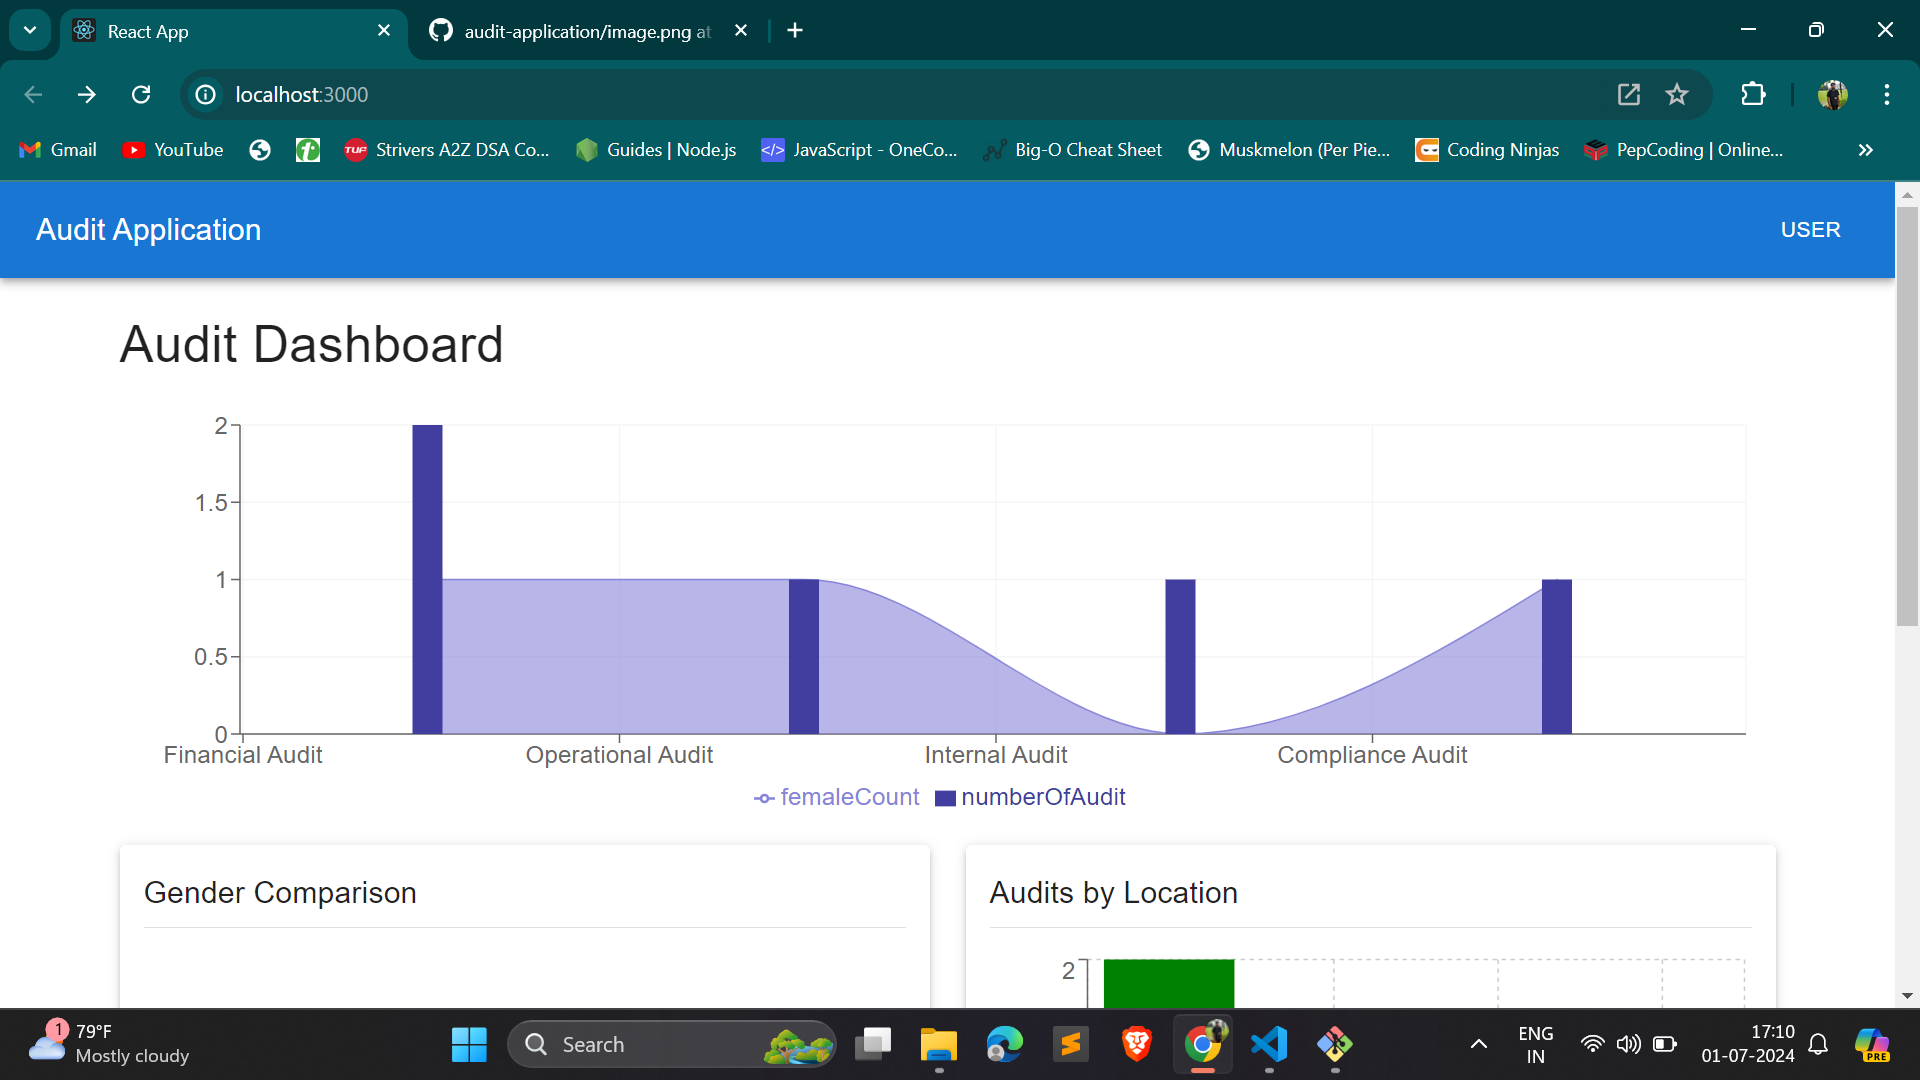 React App
audit-application/image.png at
localhost:3000
Gmail
YouTube
Strivers A2Z DSA Co...
Guides | Node.js
JavaScript - OneCo...
Big-O Cheat Sheet
Muskmelon (Per Pie...
Coding Ninjas
PepCoding | Online...
TUF
Audit Application
USER
Audit Dashboard
2
1.5
1
0.5
0
Financial Audit
Operational Audit
Internal Audit
Compliance Audit
femaleCount
numberOfAudit
Gender Comparison
Audits by Location
2
1
79°F
Mostly cloudy
Search
ENG
IN
17:10
01-07-2024
PRE